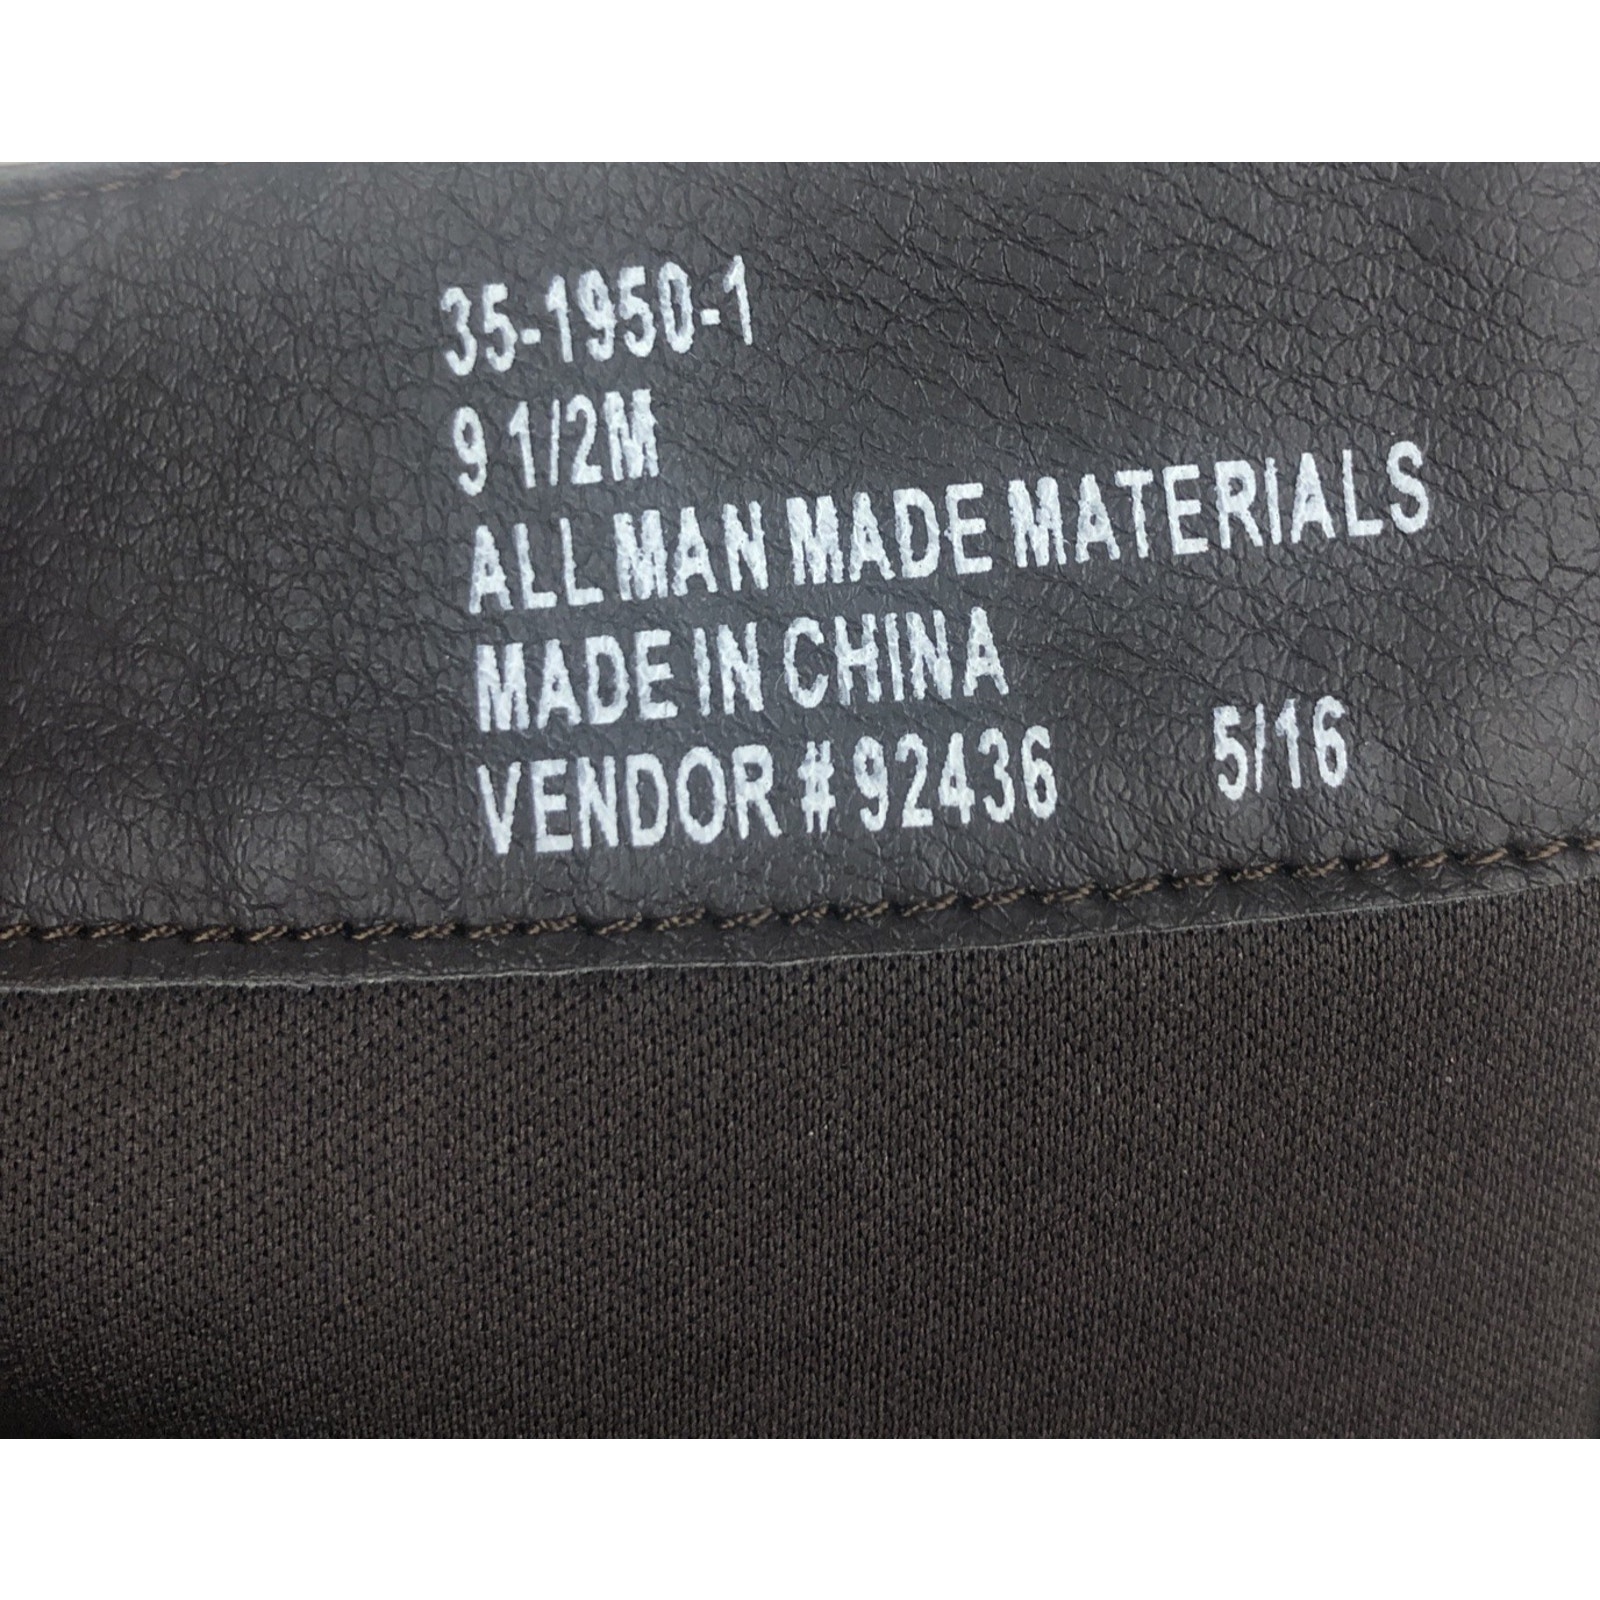 35-1950-1
9 1/2M
ALL MAN MADE MATERIALS
MADE IN CHINA
VENDOR # 92436 5/16